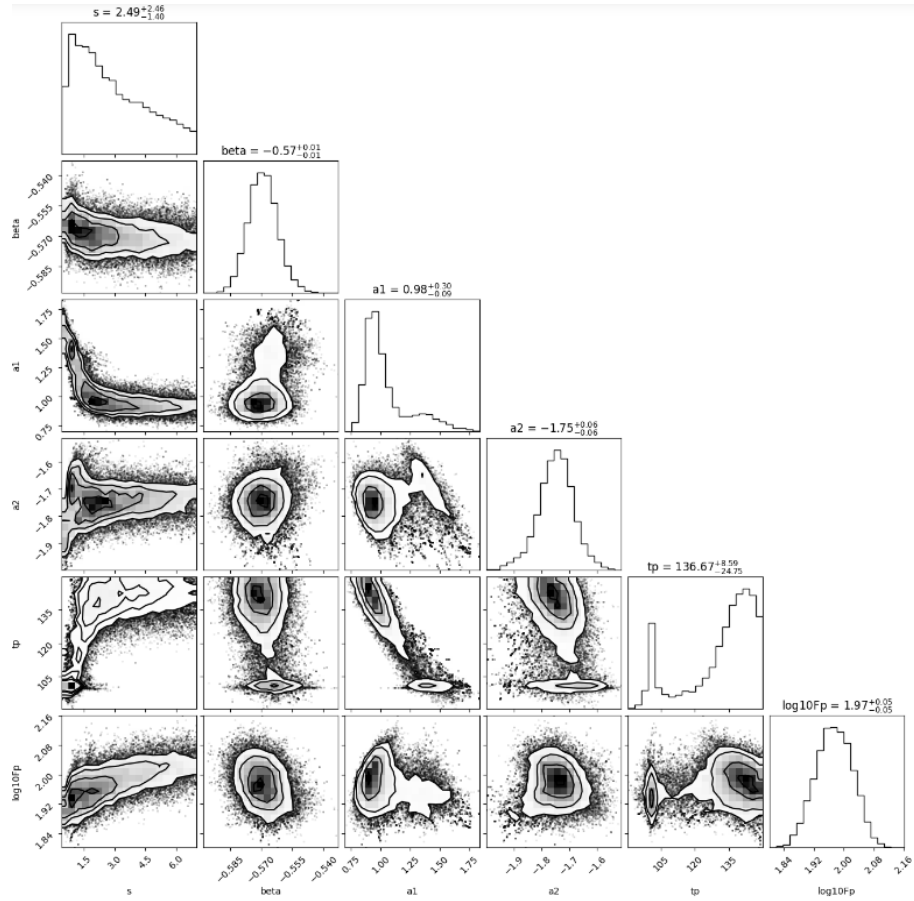 s = 2.49+2.46 −1.40
beta = −0.57+0.01 −0.01
beta
−0.540
−0.555
−0.570
−0.585
a1 = 0.98+0.30 −0.09
a1
1.75
1.50
1.25
1.00
0.75
a2 = −1.75+0.06 −0.06
a2
−1.6
−1.7
−1.8
−1.9
tp = 136.67+8.59 −24.75
tp
135
120
105
log10Fp = 1.97+0.05 −0.05
log10Fp
2.16
2.08
2.00
1.92
1.84
1.5 3.0 4.5 6.0
−0.585 −0.570 −0.555 −0.540
0.75 1.00 1.25 1.50 1.75
−1.9 −1.8 −1.7 −1.6
105 120 135
1.84 1.92 2.00 2.08 2.16
s beta a1 a2 tp log10Fp